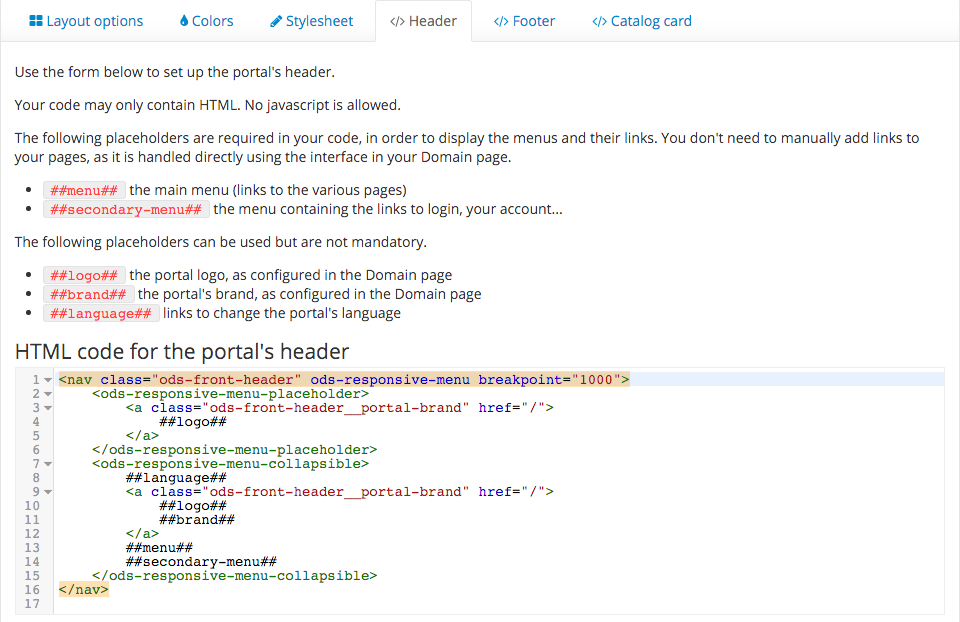 Layout options Colors Stylesheet </> Header </> Footer </> Catalog card
Use the form below to set up the portal's header.
Your code may only contain HTML. No javascript is allowed.
The following placeholders are required in your code, in order to display the menus and their links. You don't need to manually add links to
your pages, as it is handled directly using the interface in your Domain page.
• ##menu## the main menu (links to the various pages)
• ##secondary-menu## the menu containing the links to login, your account...
The following placeholders can be used but are not mandatory.
• ##logo## the portal logo, as configured in the Domain page
• ##brand## the portal's brand, as configured in the Domain page
• ##language## links to change the portal's language
HTML code for the portal's header
1 <nav class="ods-front-header" ods-responsive-menu breakpoint="1000">
2 <ods-responsive-menu-placeholder>
3 <a class="ods-front-header__portal-brand" href="/">
4 ##logo##
5 </a>
6 </ods-responsive-menu-placeholder>
7 <ods-responsive-menu-collapsible>
8 ##language##
9 <a class="ods-front-header__portal-brand" href="/">
10 ##logo##
11 ##brand##
12 </a>
13 ##menu##
14 ##secondary-menu##
15 </ods-responsive-menu-collapsible>
16 </nav>
17